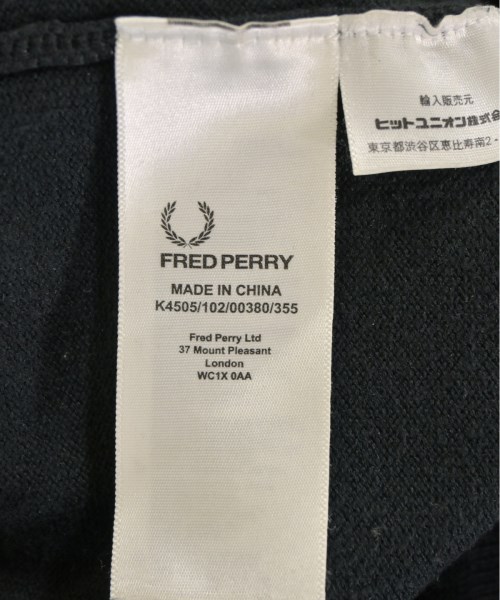 FRED PERRY
MADE IN CHINA
K4505/102/00380/355
Fred Perry Ltd
37 Mount Pleasant
London
WC1X 0AA
輸入販売元
ヒットユニオン株式会
東京都渋谷区恵比寿南2-